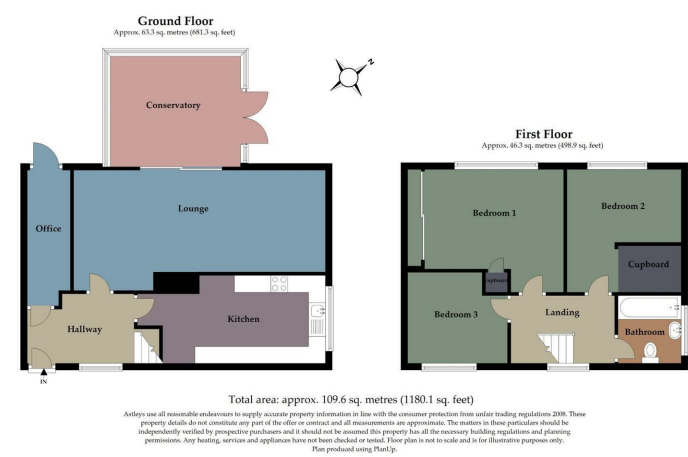 Ground Floor
Approx. 63.3 sq. metres (681.3 sq. feet)
N
Conservatory
First Floor
Approx. 46.3 sq. metres (498.9 sq. feet)
Lounge
Office
Bedroom 1
Bedroom 2
Cupboard
Cupboard
Kitchen
Hallway
Bedroom 3
Landing
Bathroom
IN
Total area: approx. 109.6 sq. metres (1180.1 sq. feet)
Astleys use all reasonable endeavours to supply accurate property information in line with the consumer protection from unfair trading regulations 2008. These
property details do not constitute any part of the offer or contract and all measurements are approximate. The matters in these particulars should be
independently verified by prospective purchasers and it should not be assumed this property has all the necessary building regulations and planning
permissions. Any heating, services and appliances have not been checked or tested. Floor plan is not to scale and is for illustrative purposes only.
Plan produced using PlanUp.